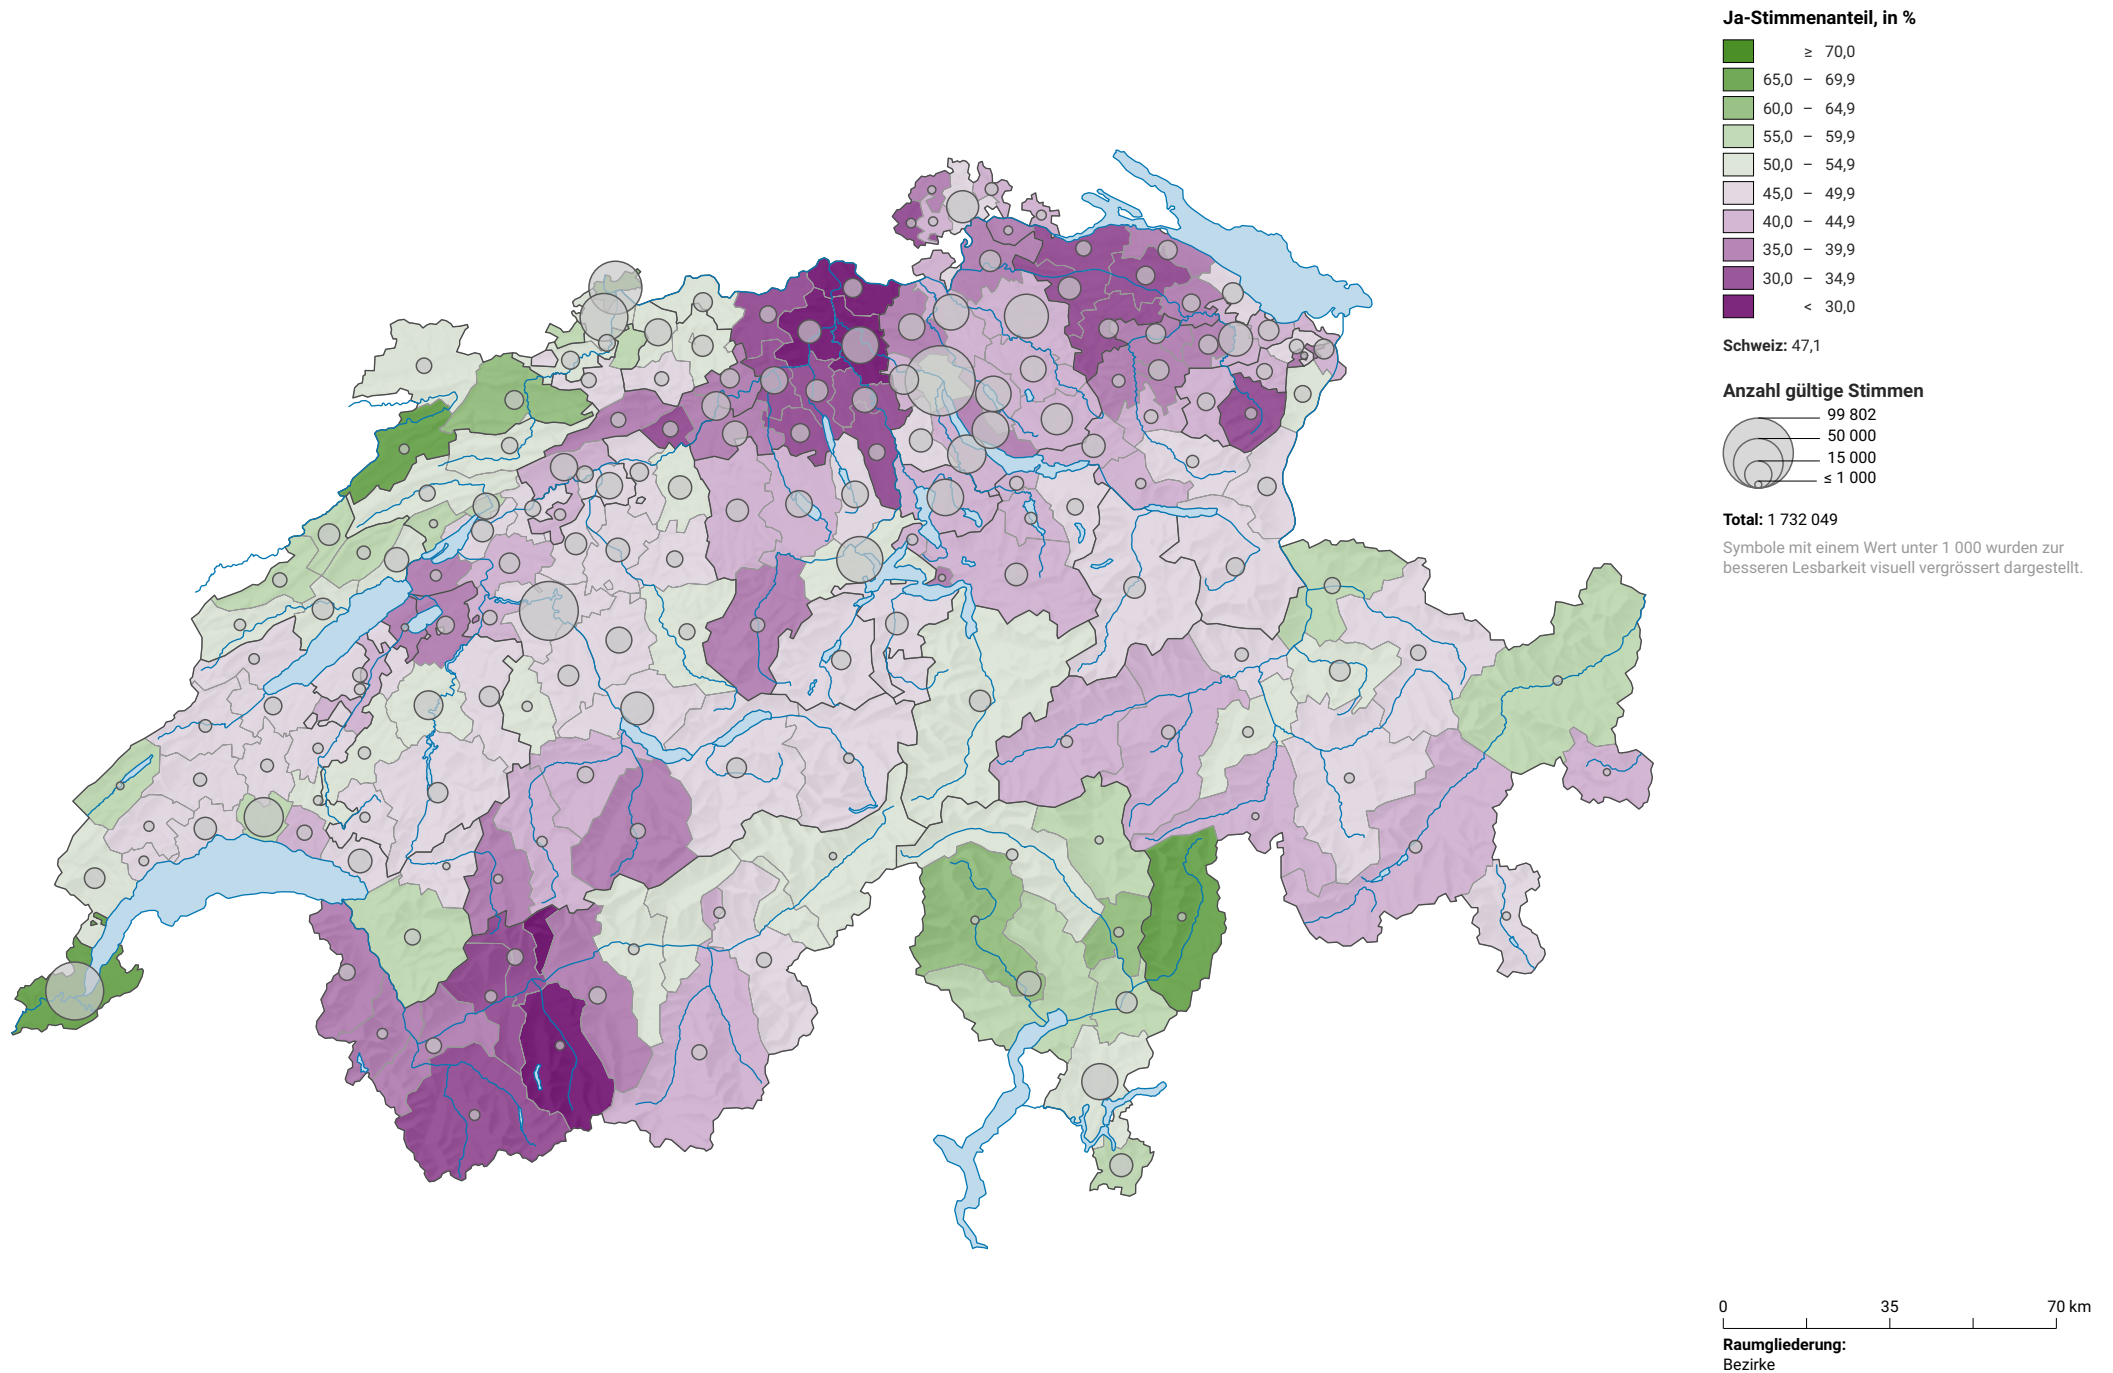 Ja-Stimmenanteil, in %
≥ 70,0
65,0 – 69,9
60,0 – 64,9
55,0 – 59,9
50,0 – 54,9
45,0 – 49,9
40,0 – 44,9
35,0 – 39,9
30,0 – 34,9
< 30,0
Schweiz: 47,1
Anzahl gültige Stimmen
99 802
50 000
15 000
≤ 1 000
Total: 1 732 049
Symbole mit einem Wert unter 1 000 wurden zur
besseren Lesbarkeit visuell vergrössert dargestellt.
0 35 70 km
Raumgliederung:
Bezirke